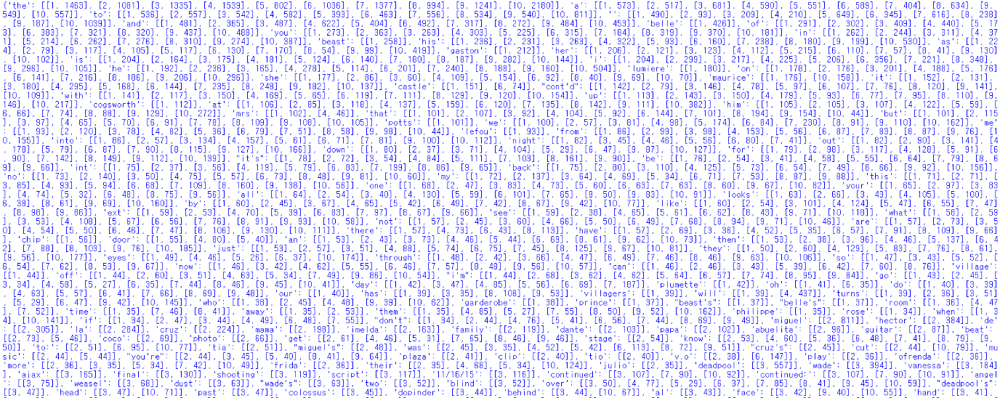 {'the': [[1, 1463], [2, 1081], [3, 1335], [4, 1539], [5, 802], [6, 1036], [7, 1377], [8, 994], [9, 1241], [10, 2180]], 'a': [[1, 573], [2, 517], [3, 681], [4, 590], [5, 551], [6, 589], [7, 404], [8, 634], [9,
549], [10, 557]], 'to': [[1, 536], [2, 557], [3, 542], [4, 582], [5, 393], [6, 463], [7, 556], [8, 534], [9, 540], [10, 811]], '': [[1, 490], [2, 93], [3, 209], [4, 210], [5, 649], [6, 345], [7, 616], [8, 238]
, [9, 187], [10, 1039]], 'and': [[1, 481], [2, 365], [3, 487], [4, 622], [5, 404], [6, 492], [7, 317], [8, 272], [9, 484], [10, 453]], 'belle': [[1, 426]], 'of': [[1, 291], [2, 302], [3, 409], [4, 440], [5, 17
3], [6, 383], [7, 321], [8, 320], [9, 437], [10, 488]], 'you': [[1, 273], [2, 363], [3, 263], [4, 303], [5, 225], [6, 315], [7, 184], [8, 319], [9, 370], [10, 181]], 'in': [[1, 262], [2, 244], [3, 311], [4, 37
1], [5, 214], [6, 262], [7, 276], [8, 310], [9, 274], [10, 387]], 'beast': [[1, 258]], 'his': [[1, 236], [2, 231], [3, 263], [4, 322], [5, 93], [6, 160], [7, 238], [8, 180], [9, 199], [10, 530]], 'as': [[1, 22
4], [2, 79], [3, 117], [4, 105], [5, 117], [6, 130], [7, 170], [8, 85], [9, 99], [10, 419]], 'gaston': [[1, 212]], 'her': [[1, 206], [2, 121], [3, 123], [4, 112], [5, 215], [6, 110], [7, 57], [8, 41], [9, 130]
, [10, 102]], 'is': [[1, 204], [2, 164], [3, 175], [4, 181], [5, 124], [6, 140], [7, 180], [8, 187], [9, 282], [10, 144]], 'i': [[1, 204], [2, 299], [3, 217], [4, 225], [5, 206], [6, 356], [7, 221], [8, 348],
[9, 296], [10, 105]], 'he': [[1, 192], [2, 236], [3, 165], [4, 278], [5, 114], [6, 201], [7, 240], [8, 188], [9, 160], [10, 504]], 'lumiere': [[1, 180]], 'on': [[1, 178], [2, 176], [3, 201], [4, 188], [5, 176]
, [6, 141], [7, 216], [8, 186], [9, 206], [10, 296]], 'she': [[1, 177], [2, 86], [3, 60], [4, 109], [5, 154], [6, 92], [8, 40], [9, 69], [10, 70]], 'maurice': [[1, 176], [10, 158]], 'it': [[1, 152], [2, 131],
[3, 180], [4, 295], [5, 168], [6, 144], [7, 235], [8, 248], [9, 182], [10, 137]], 'castle': [[1, 151], [6, 74]], "cont'd": [[1, 142], [2, 79], [3, 146], [4, 78], [5, 97], [6, 107], [7, 76], [8, 120], [9, 141],
[10, 109]], 'with': [[1, 141], [2, 117], [3, 150], [4, 169], [5, 65], [6, 119], [7, 111], [8, 129], [9, 120], [10, 154]], 'up': [[1, 113], [2, 143], [3, 150], [4, 179], [5, 93], [6, 77], [7, 95], [8, 110], [9,
146], [10, 217]], 'cogsworth': [[1, 112]], 'at': [[1, 106], [2, 85], [3, 118], [4, 137], [5, 159], [6, 120], [7, 135], [8, 142], [9, 111], [10, 382]], 'him': [[1, 105], [2, 105], [3, 107], [4, 122], [5, 59], [
6, 66], [7, 74], [8, 88], [9, 129], [10, 272]], 'mrs': [[1, 102], [4, 46]], 'that': [[1, 101], [2, 107], [3, 92], [4, 104], [5, 92], [6, 144], [7, 101], [8, 194], [9, 154], [10, 44]], 'but': [[1, 101], [2, 115
], [3, 97], [4, 65], [5, 70], [6, 91], [7, 78], [8, 109], [9, 108], [10, 105]], 'potts': [[1, 101]], 'we': [[1, 100], [2, 57], [3, 81], [4, 98], [5, 174], [6, 84], [7, 230], [8, 91], [9, 110], [10, 162]], 'me'
: [[1, 93], [2, 120], [3, 78], [4, 82], [5, 36], [6, 79], [7, 51], [8, 58], [9, 93], [10, 44]], 'lefou': [[1, 93]], 'from': [[1, 86], [2, 99], [3, 98], [4, 153], [5, 56], [6, 87], [7, 83], [8, 87], [9, 76], [1
0, 155]], 'into': [[1, 86], [2, 57], [3, 134], [4, 157], [5, 61], [6, 67], [7, 81], [9, 100], [10, 112]], 'night': [[1, 82], [3, 45], [4, 46], [5, 56], [6, 80], [7, 41]], 'out': [[1, 82], [2, 90], [3, 141], [4
, 178], [5, 79], [6, 87], [7, 90], [8, 115], [9, 127], [10, 166]], 'down': [[1, 80], [2, 37], [3, 71], [4, 104], [5, 29], [6, 47], [9, 87], [10, 127]], 'for': [[1, 79], [2, 98], [3, 117], [4, 128], [5, 91], [6
, 90], [7, 142], [8, 149], [9, 112], [10, 139]], "it's": [[1, 78], [2, 72], [3, 54], [4, 84], [5, 111], [7, 103], [8, 161], [9, 90]], 'be': [[1, 76], [2, 54], [3, 41], [4, 58], [5, 55], [6, 64], [7, 79], [8, 6
0], [9, 66]], 'int': [[1, 75], [2, 37], [3, 56], [4, 119], [5, 79], [6, 83], [7, 199], [8, 86], [9, 65]], 'back': [[1, 75], [2, 80], [3, 110], [4, 125], [5, 73], [6, 54], [7, 49], [8, 66], [9, 92], [10, 156]],
'no': [[1, 73], [2, 140], [3, 50], [4, 75], [5, 57], [6, 73], [8, 48], [9, 81], [10, 60]], 'my': [[1, 72], [2, 137], [3, 64], [4, 69], [5, 34], [6, 71], [7, 53], [8, 87], [9, 88]], 'this': [[1, 71], [2, 71], [
3, 85], [4, 93], [5, 94], [6, 68], [7, 109], [8, 160], [9, 138], [10, 56]], 'one': [[1, 68], [2, 47], [3, 83], [4, 73], [5, 60], [6, 63], [7, 63], [8, 60], [9, 67], [10, 82]], 'your': [[1, 65], [2, 97], [3, 83
], [4, 74], [5, 32], [6, 48], [8, 75], [9, 56]], 'all': [[1, 64], [2, 54], [3, 40], [4, 130], [5, 59], [6, 101], [7, 65], [8, 50], [9, 83], [10, 91]], 'looks': [[1, 63], [2, 66], [3, 43], [4, 105], [5, 100], [
6, 38], [8, 61], [9, 69], [10, 160]], 'by': [[1, 60], [2, 45], [3, 67], [4, 65], [5, 42], [6, 49], [7, 42], [8, 67], [9, 42], [10, 77]], 'like': [[1, 60], [2, 54], [3, 101], [4, 124], [5, 47], [6, 55], [7, 47]
, [8, 98], [9, 86]], 'ext': [[1, 59], [2, 53], [4, 70], [5, 39], [6, 83], [7, 97], [8, 67], [9, 66]], 'see': [[1, 59], [2, 38], [4, 65], [5, 61], [6, 62], [8, 43], [9, 71], [10, 118]], 'what': [[1, 58], [2, 59
], [3, 53], [4, 108], [5, 67], [6, 56], [7, 76], [8, 91], [9, 93], [10, 58]], 'not': [[1, 57], [2, 45], [3, 60], [4, 66], [5, 50], [6, 49], [7, 68], [8, 94], [9, 71], [10, 46]], 'are': [[1, 57], [2, 73], [3, 5
0], [4, 54], [5, 50], [6, 46], [7, 47], [8, 106], [9, 130], [10, 111]], 'there': [[1, 57], [4, 73], [6, 43], [8, 113]], 'have': [[1, 57], [2, 69], [3, 36], [4, 52], [5, 35], [6, 57], [7, 91], [8, 109], [9, 66]
], 'chip': [[1, 56]], 'door': [[1, 55], [4, 80], [5, 40]], 'an': [[1, 53], [2, 43], [3, 73], [4, 46], [5, 44], [6, 69], [8, 61], [9, 62], [10, 73]], 'then': [[1, 53], [2, 38], [3, 96], [4, 46], [5, 137], [6, 4
2], [7, 88], [8, 103], [9, 76], [10, 185]], 'just': [[1, 53], [2, 57], [3, 51], [4, 88], [5, 74], [6, 75], [7, 45], [8, 125], [9, 67], [10, 81]], 'they': [[1, 50], [2, 60], [4, 129], [5, 83], [7, 76], [8, 61],
[9, 56], [10, 177]], 'eyes': [[1, 49], [4, 46], [5, 26], [6, 37], [10, 174]], 'through': [[1, 48], [2, 42], [3, 66], [4, 47], [6, 49], [7, 46], [8, 46], [9, 63], [10, 106]], 'so': [[1, 47], [3, 43], [5, 52], [
6, 54], [7, 62], [8, 53], [9, 67]], 'now': [[1, 46], [3, 42], [4, 62], [5, 55], [6, 46], [7, 57], [8, 48], [9, 56], [10, 57]], 'can': [[1, 46], [2, 46], [4, 43], [5, 39], [6, 42], [7, 60], [8, 76]], 'village':
[[1, 44]], 'off': [[1, 44], [2, 60], [3, 51], [4, 63], [5, 34], [7, 49], [9, 86], [10, 54]], "i'm": [[1, 44], [2, 68], [3, 62], [4, 62], [5, 64], [6, 57], [7, 74], [8, 95], [9, 84]], 'go': [[1, 43], [2, 45], [
3, 34], [4, 58], [5, 27], [6, 35], [7, 44], [8, 46], [9, 45], [10, 41]], 'day': [[1, 42], [3, 47], [4, 85], [5, 56], [6, 69], [7, 187]], 'plumette': [[1, 42]], 'oh': [[1, 41], [6, 35]], 'do': [[1, 40], [3, 39]
, [4, 63], [5, 57], [6, 41], [7, 66], [8, 69], [9, 48]], 'our': [[1, 40]], 'has': [[1, 39], [3, 35], [8, 108], [9, 53]], 'villagers': [[1, 39]], 'will': [[1, 39], [4, 437]], 'turns': [[1, 39], [2, 36], [3, 51]
, [5, 29], [6, 47], [9, 42], [10, 145]], 'who': [[1, 38], [2, 45], [4, 48], [9, 39], [10, 62]], 'garderobe': [[1, 38]], 'prince': [[1, 37]], "beast's": [[1, 37]], "belle's": [[1, 37]], 'room': [[1, 36], [4, 47
], [7, 52]], 'time': [[1, 35], [7, 46], [8, 41]], 'away': [[1, 35], [2, 53]], 'them': [[1, 35], [4, 85], [5, 27], [7, 55], [8, 50], [9, 52], [10, 162]], 'philippe': [[1, 35]], 'rose': [[1, 34]], 'when': [[1, 3
4], [10, 141]], 'if': [[1, 34], [2, 47], [3, 44], [4, 49], [6, 48], [7, 55]], "don't": [[1, 34], [2, 44], [4, 76], [5, 41], [6, 56], [7, 44], [8, 69], [9, 49]], 'miguel': [[2, 811]], 'hector': [[2, 384]], 'de'
: [[2, 305]], 'la': [[2, 284]], 'cruz': [[2, 224]], 'mama': [[2, 198]], 'imelda': [[2, 163]], 'family': [[2, 119]], 'dante': [[2, 103]], 'papa': [[2, 102]], 'abuelita': [[2, 96]], 'guitar': [[2, 87]], 'beat':
[[2, 73], [5, 46]], 'coco': [[2, 69]], 'photo': [[2, 66]], 'get': [[2, 61], [4, 46], [5, 31], [7, 65], [8, 46], [9, 46]], 'stage': [[2, 54]], 'know': [[2, 53], [4, 60], [5, 36], [6, 48], [7, 41], [8, 79], [9,
50]], 'to:': [[2, 51], [6, 95], [10, 77]], 'tia': [[2, 51]], "miguel's": [[2, 48]], 'was': [[2, 45], [3, 35], [4, 52], [5, 42], [6, 113], [8, 72], [9, 51]], "cruz's": [[2, 45]], 'cut': [[2, 44], [10, 79]], 'mu
sic': [[2, 44], [5, 44]], "you're": [[2, 44], [3, 45], [5, 40], [8, 41], [9, 64]], 'plaza': [[2, 41]], 'clip': [[2, 40]], 'tio': [[2, 40]], 'v.o': [[2, 38], [6, 147]], 'play': [[2, 36]], 'ofrenda': [[2, 36]],
'more': [[2, 36], [3, 35], [5, 34], [7, 42], [10, 49]], 'frida': [[2, 36]], 'their': [[2, 35], [4, 58], [5, 34], [10, 124]], 'julio': [[2, 35]], 'deadpool': [[3, 557]], 'wade': [[3, 394]], 'vanessa': [[3, 184]
], 'ajax': [[3, 165]], 'final': [[3, 130]], 'shooting': [[3, 119]], 'script': [[3, 117]], '11/16/15': [[3, 116]], 'continued': [[3, 107], [7, 90], [10, 92]], 'continued:': [[3, 107], [7, 90], [10, 91]], 'angel
': [[3, 75]], 'weasel': [[3, 68]], 'dust': [[3, 63]], "wade's": [[3, 63]], 'two': [[3, 52]], 'blind': [[3, 52]], 'over': [[3, 50], [4, 77], [5, 29], [6, 37], [7, 85], [8, 41], [9, 45], [10, 59]], "deadpool's":
[[3, 47]], 'head': [[3, 47], [10, 71]], 'past': [[3, 47]], 'colossus': [[3, 45]], 'dopinder': [[3, 44]], 'behind': [[3, 44], [10, 67]], 'al': [[3, 43]], 'face': [[3, 42], [9, 40], [10, 55]], 'hand': [[3, 41],